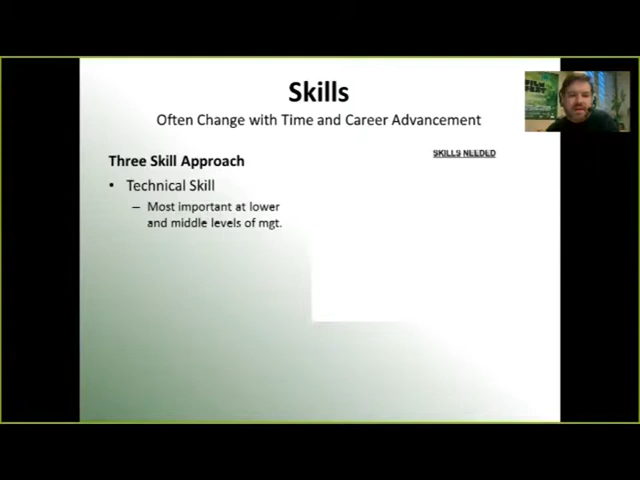 Skills
Often Change with Time and Career Advancement
Three Skill Approach
SKILLS NEEDED
• Technical Skill
– Most important at lower
and middle levels of mgt.